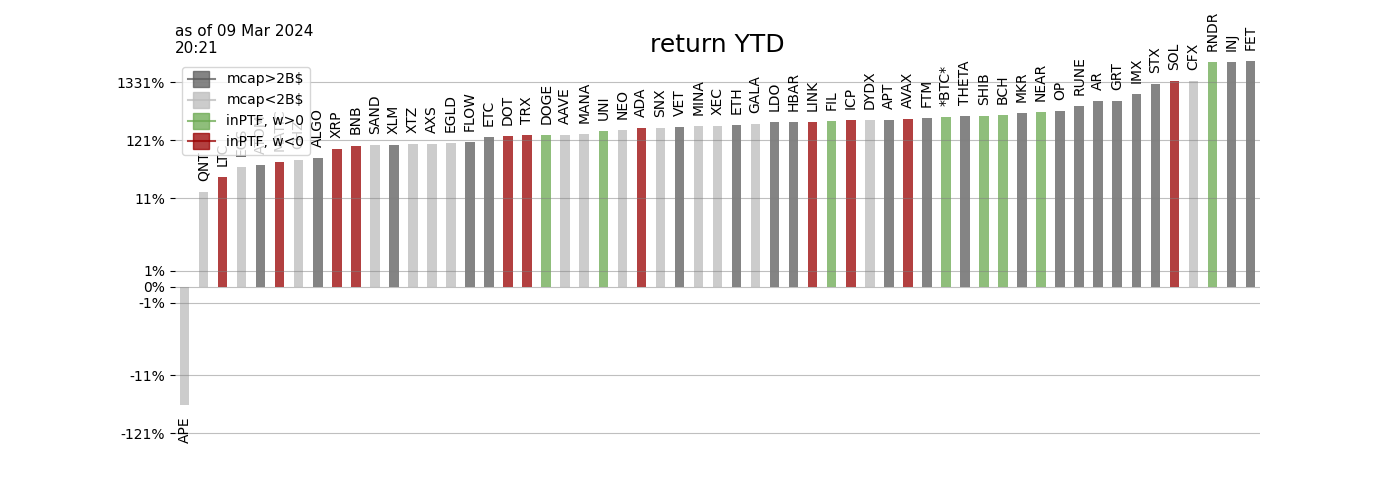 as of 09 Mar 2024
20:21
return YTD
mcap>2B$
mcap<2B$
inPTF, w>0
inPTF, w<0
1331%
121%
11%
1%
0%
-1%
-11%
-121%
APE
QNT
LTC
ALGO
XRP
BNB
SAND
XLM
XTZ
AXS
EGLD
FLOW
ETC
DOT
TRX
DOGE
AAVE
MANA
UNI
NEO
ADA
SNX
VET
MINA
XEC
ETH
GALA
LDO
HBAR
LINK
FIL
ICP
DYDX
APT
AVAX
FTM
*BTC*
THETA
SHIB
BCH
MKR
NEAR
OP
RUNE
AR
GRT
IMX
STX
SOL
CFX
RNDR
INJ
FET